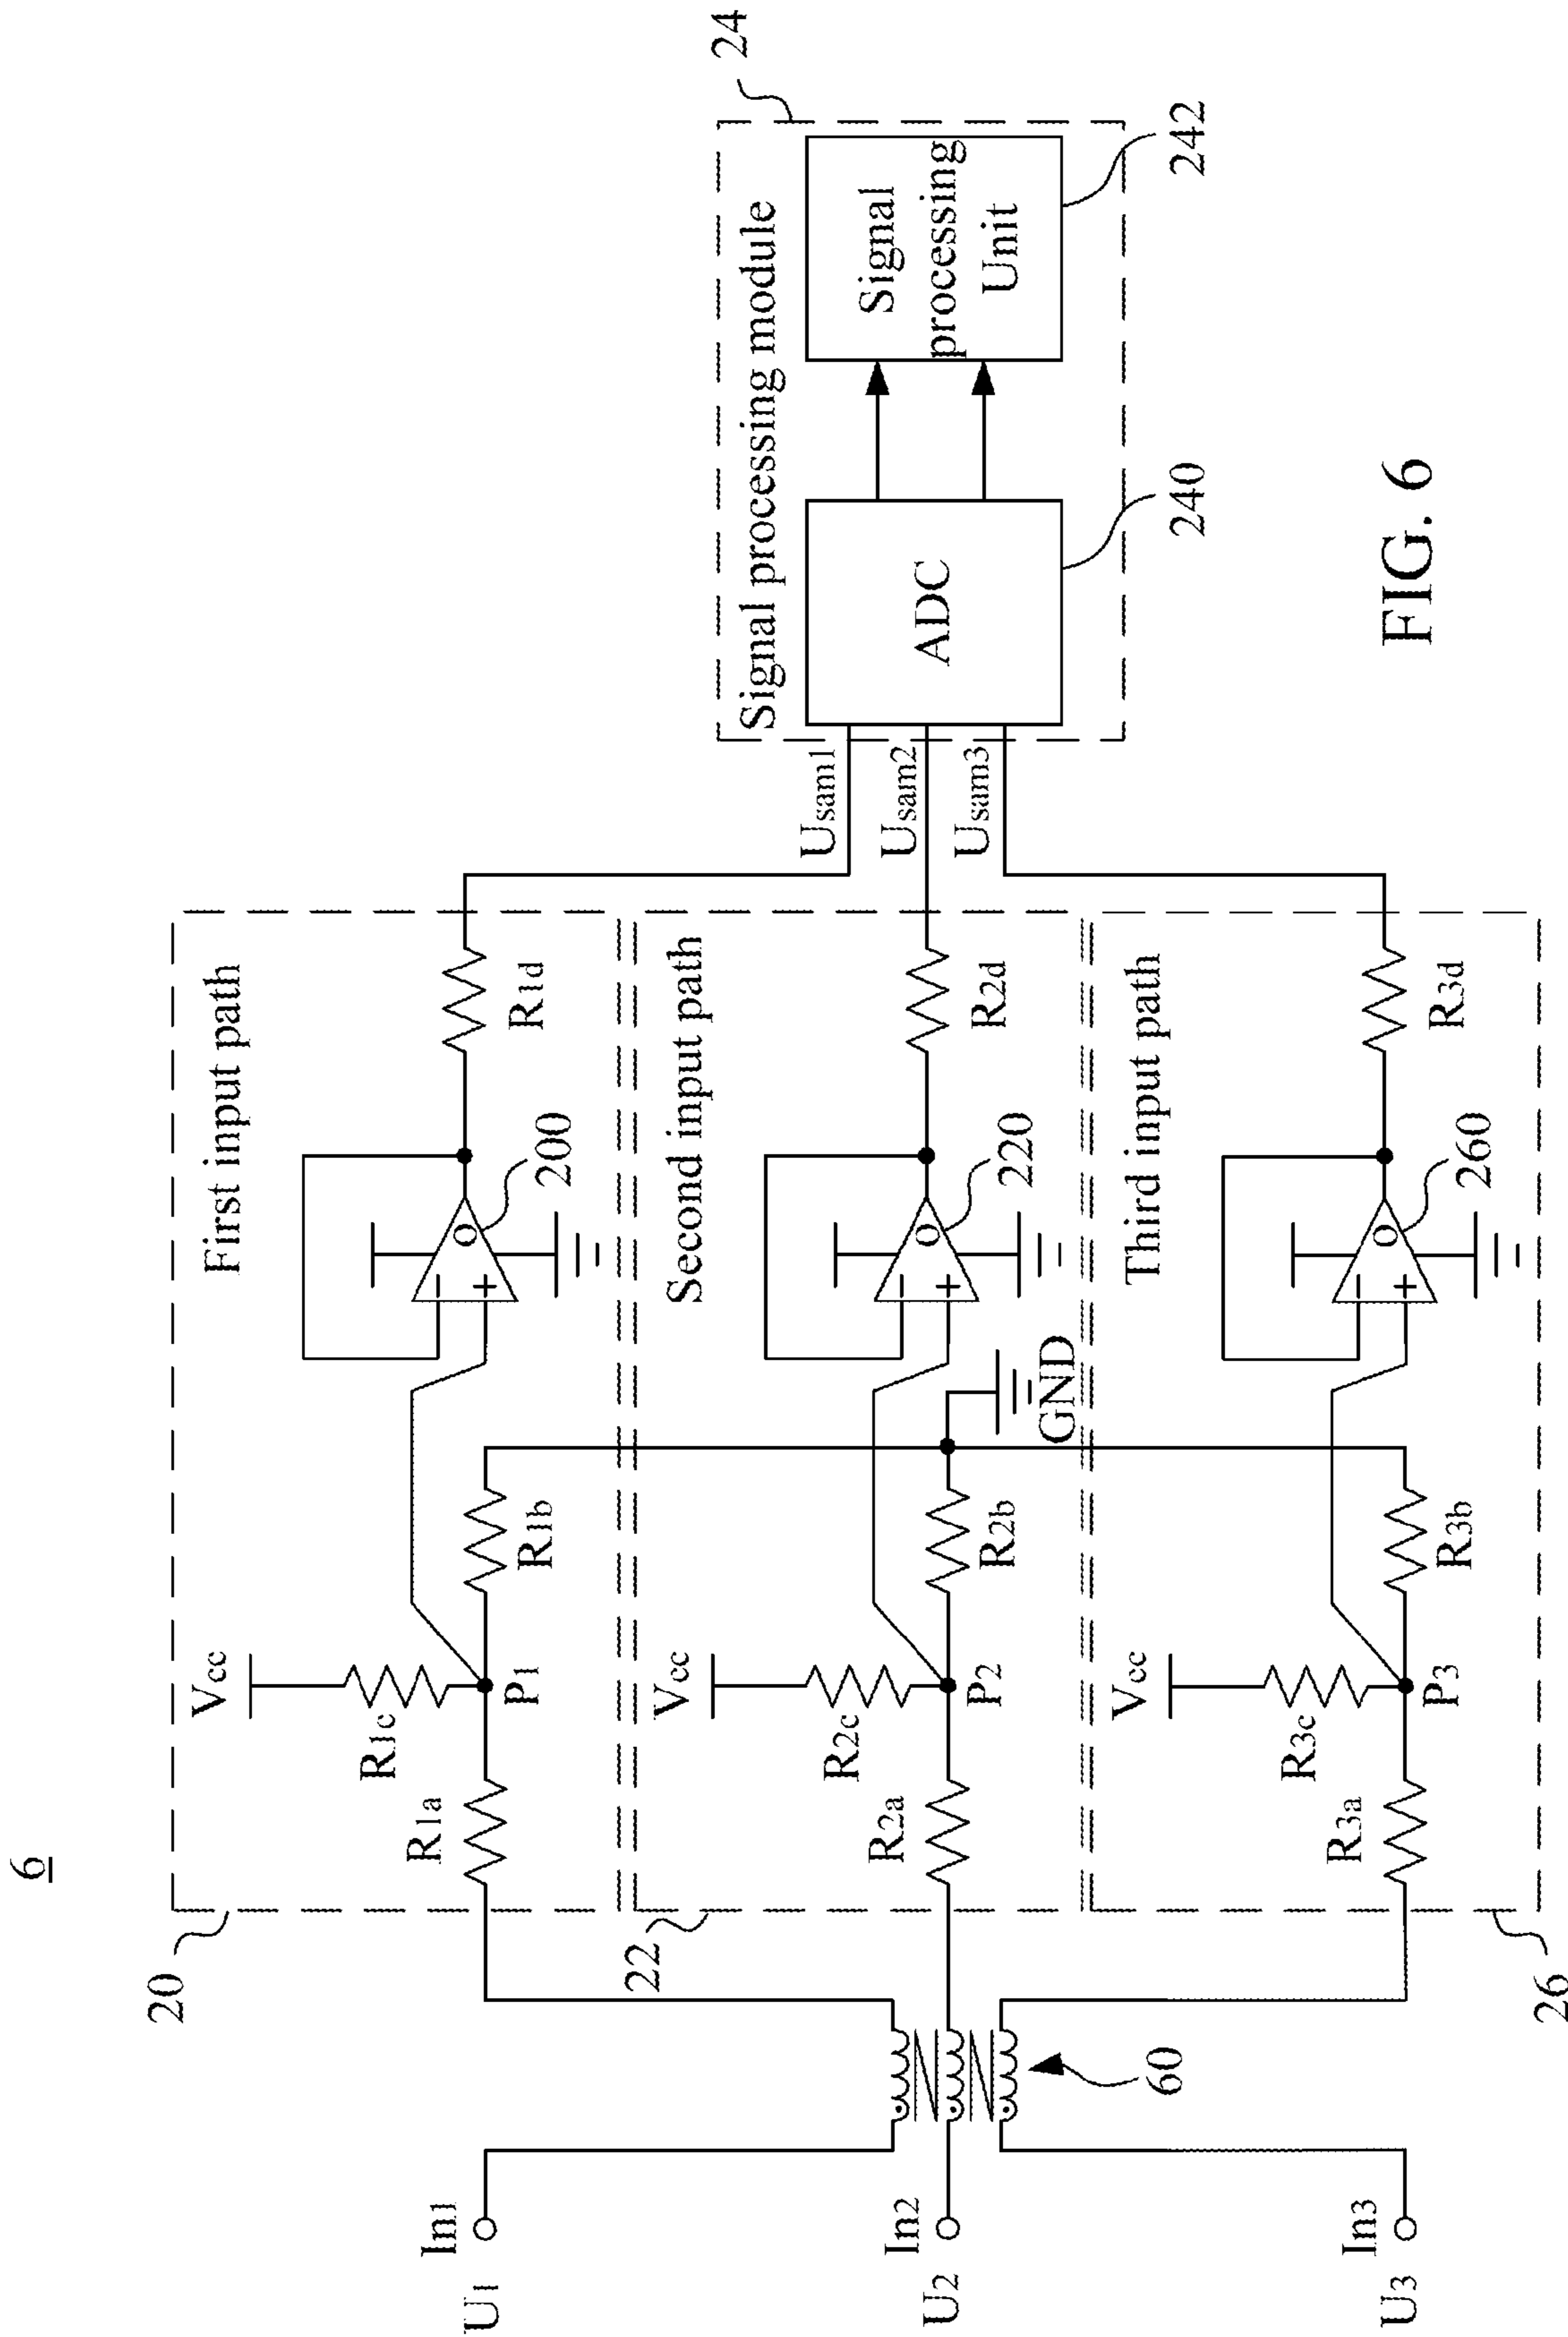 6
20
First input path
Vcc
R1c
R1a
P1
R1b
200
O
−
+
R1d
In1
U1
22
Second input path
Vcc
R2c
R2a
P2
R2b
GND
220
O
−
+
R2d
In2
U2
60
26
Third input path
Vcc
R3c
R3a
P3
R3b
260
O
−
+
R3d
In3
U3
Usam1
Usam2
Usam3
24
Signal processing module
ADC
240
Signal
processing
Unit
242
FIG. 6